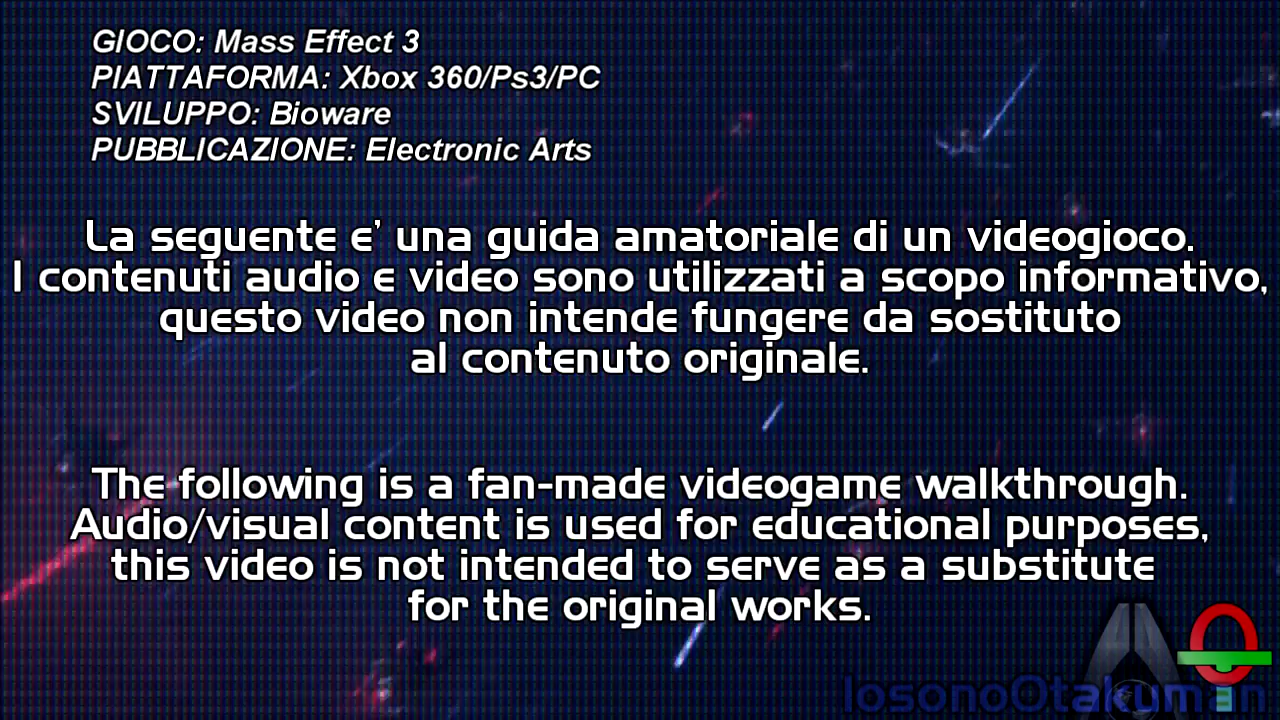 GIOCO: Mass Effect 3
PIATTAFORMA: Xbox 360/Ps3/PC
SVILUPPO: Bioware
PUBBLICAZIONE: Electronic Arts
La seguente e' una guida amatoriale di un videogioco.
I contenuti audio e video sono utilizzati a scopo informativo,
questo video non intende fungere da sostituto
al contenuto originale.
The following is a fan-made videogame walkthrough.
Audio/visual content is used for educational purposes,
this video is not intended to serve as a substitute
for the original works.
IosonoOtakuman